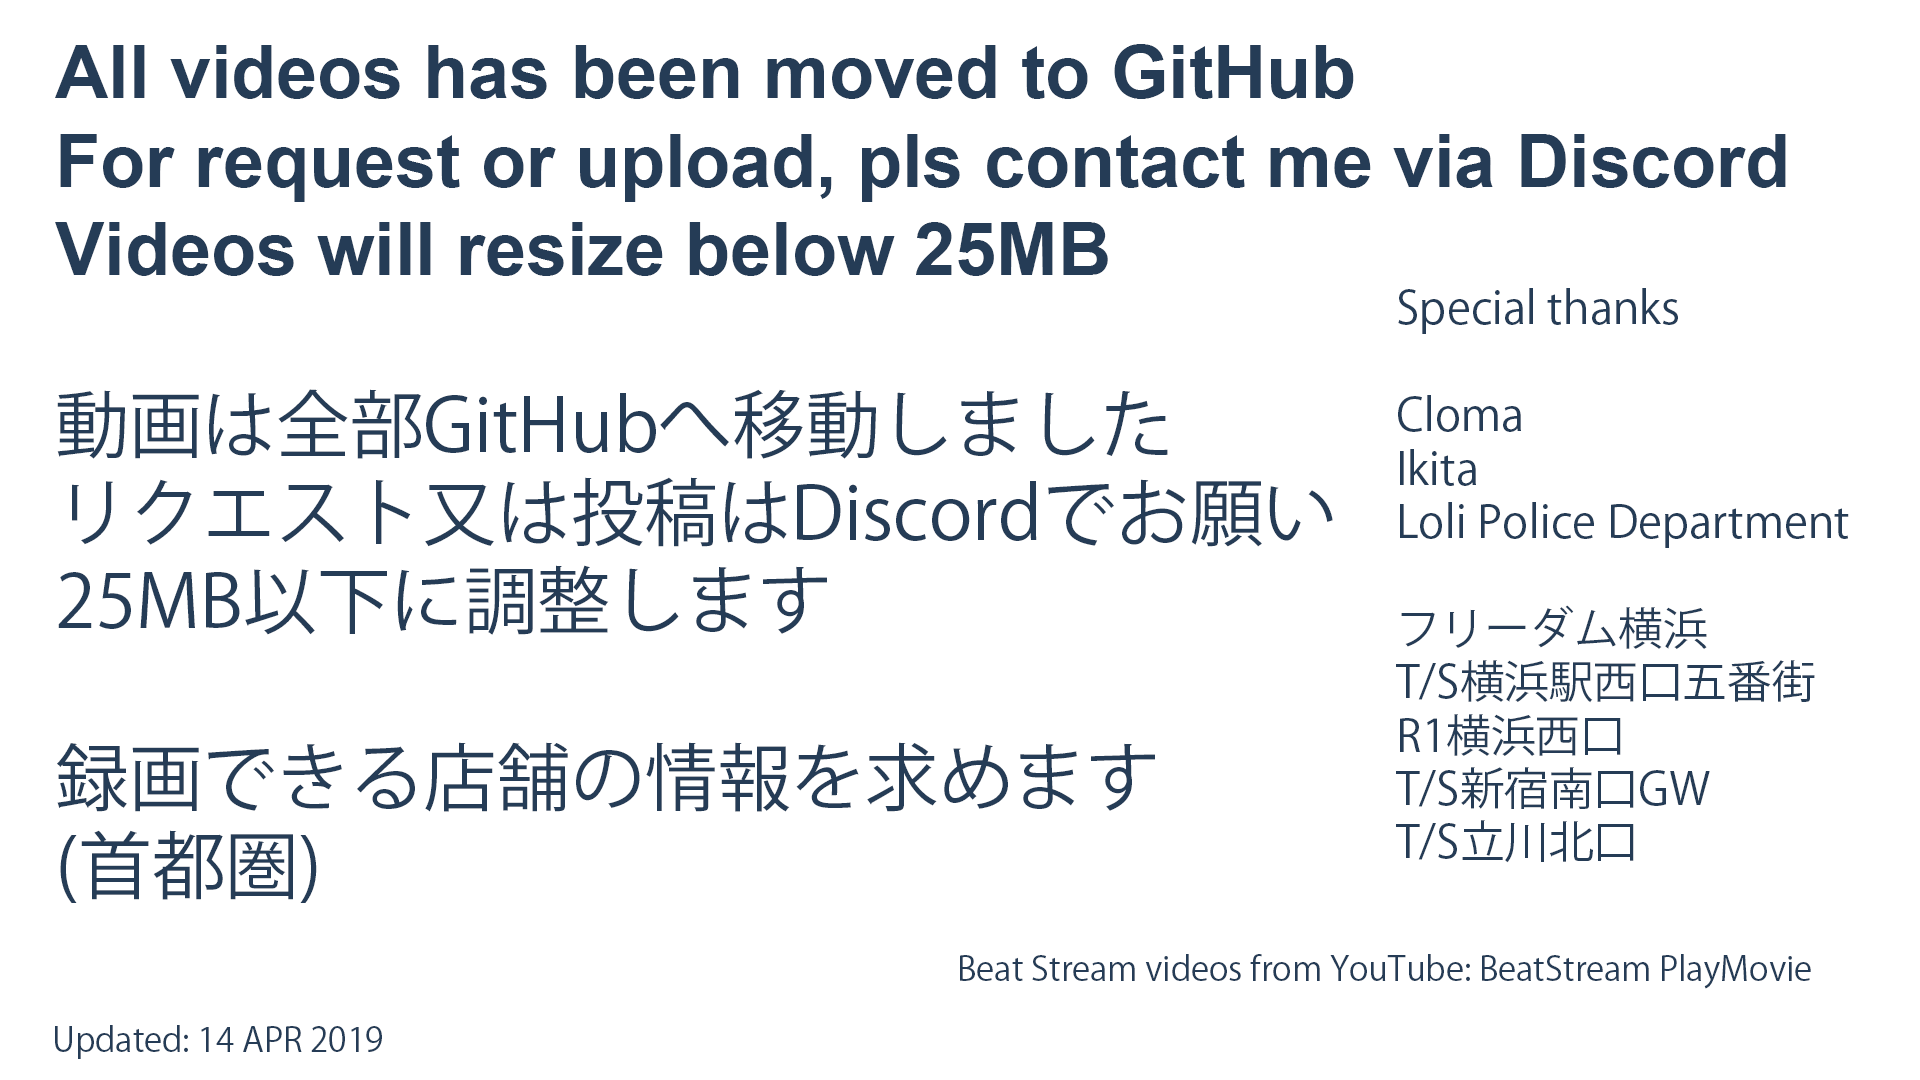 All videos has been moved to GitHub
For request or upload, pls contact me via Discord
Videos will resize below 25MB
動画は全部GitHubへ移動しました
リクエスト又は投稿はDiscordでお願い
25MB以下に調整します
録画できる店舗の情報を求めます
(首都圏)
Special thanks
Cloma
Ikita
Loli Police Department
フリーダム横浜
T/S横浜駅西口五番街
R1横浜西口
T/S新宿南口GW
T/S立川北口
Beat Stream videos from YouTube: BeatStream PlayMovie
Updated: 14 APR 2019